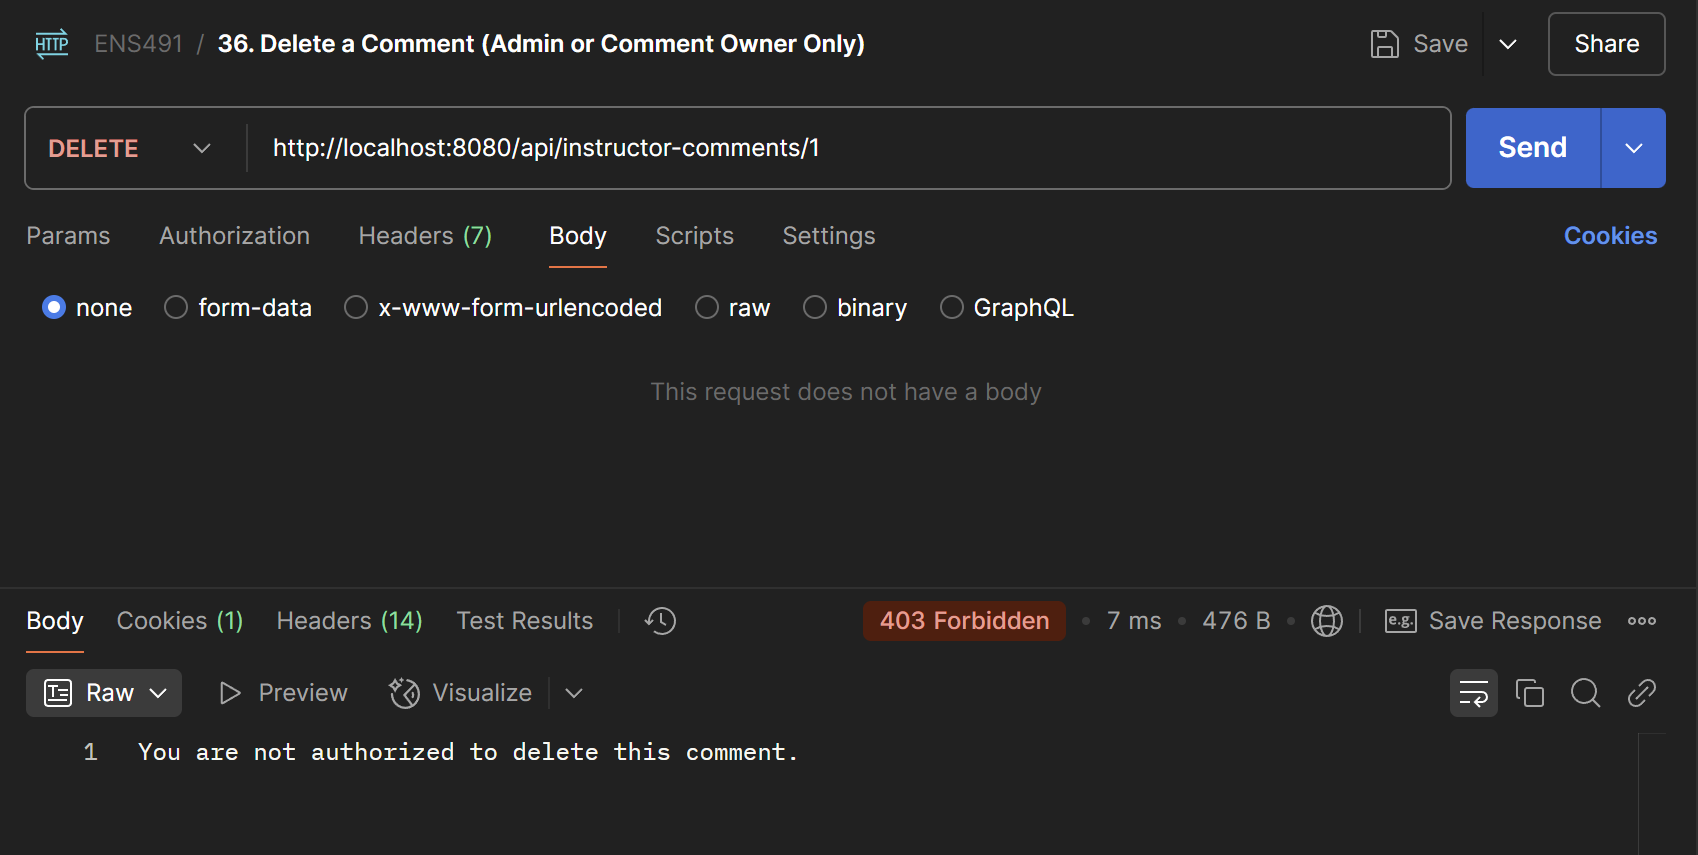 HTTP ENS491 / 36. Delete a Comment (Admin or Comment Owner Only) Save Share
DELETE http://localhost:8080/api/instructor-comments/1 Send
Params Authorization Headers (7) Body Scripts Settings Cookies
none form-data x-www-form-urlencoded raw binary GraphQL
This request does not have a body
Body Cookies (1) Headers (14) Test Results 403 Forbidden • 7 ms • 476 B • e.g. Save Response
Raw Preview Visualize
1 You are not authorized to delete this comment.